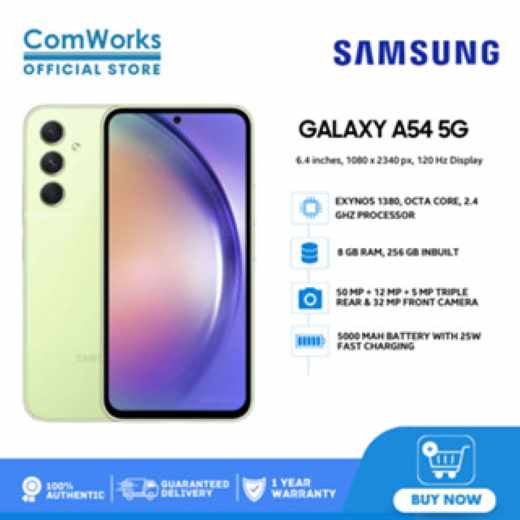 ComWorks
OFFICIAL STORE
SAMSUNG
GALAXY A54 5G
6.4 inches, 1080 x 2340 px, 120 Hz Display
EXYNOS 1380, OCTA CORE, 2.4
GHZ PROCESSOR
8 GB RAM, 256 GB INBUILT
50 MP + 12 MP + 5 MP TRIPLE
REAR & 32 MP FRONT CAMERA
5000 MAH BATTERY WITH 25W
FAST CHARGING
100%
AUTHENTIC
GUARANTEED
DELIVERY
1 YEAR
WARRANTY
BUY NOW